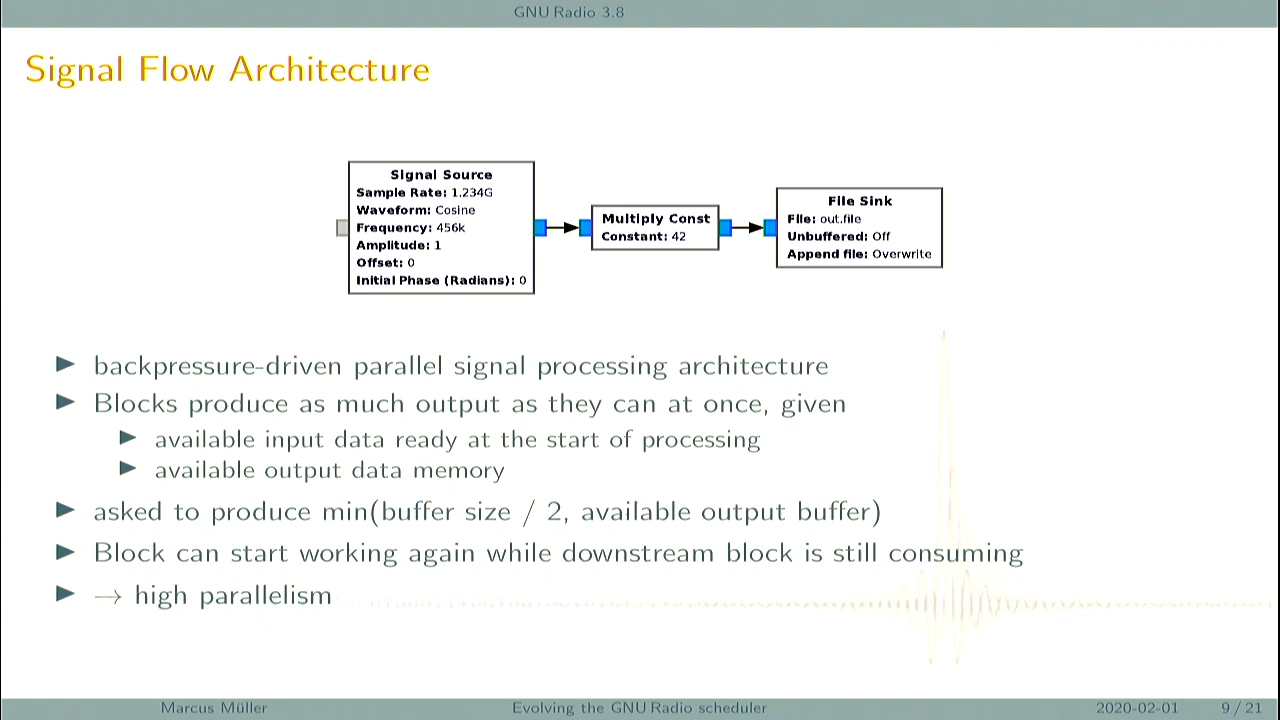 GNU Radio 3.8
Signal Flow Architecture
Signal Source
Sample Rate: 1.234G
Waveform: Cosine
Frequency: 456k
Amplitude: 1
Offset: 0
Initial Phase (Radians): 0
Multiply Const
Constant: 42
File Sink
File: out.file
Unbuffered: Off
Append file: Overwrite
backpressure-driven parallel signal processing architecture
Blocks produce as much output as they can at once, given
available input data ready at the start of processing
available output data memory
asked to produce min(buffer size / 2, available output buffer)
Block can start working again while downstream block is still consuming
→ high parallelism
Marcus Müller Evolving the GNU Radio scheduler 2020-02-01 9 / 21